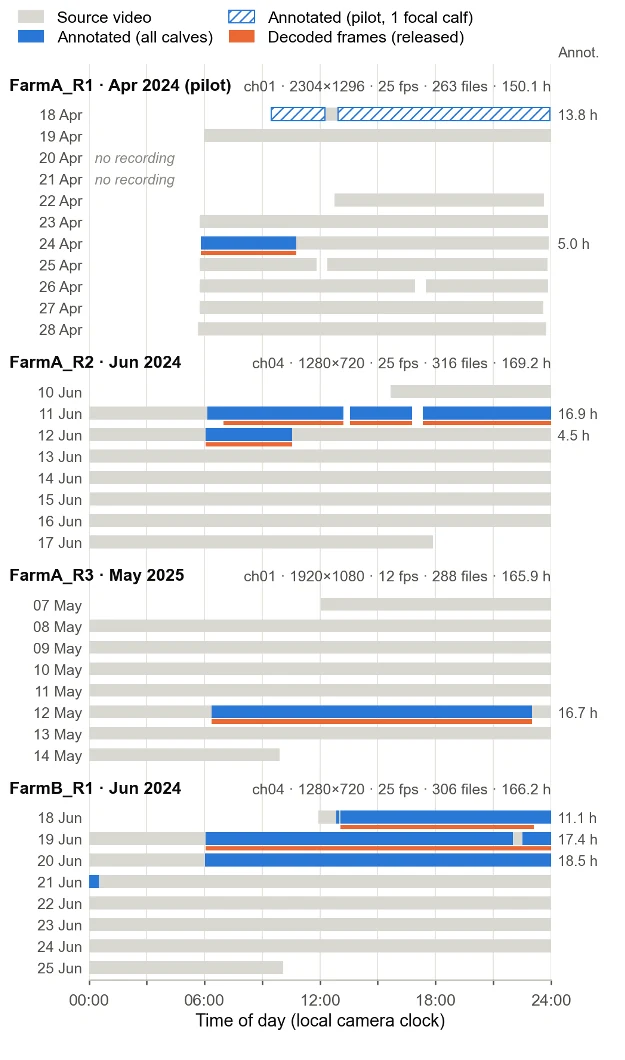 Source video
Annotated (pilot, 1 focal calf)
Annotated (all calves)
Decoded frames (released)
Annot.
FarmA_R1 · Apr 2024 (pilot) ch01 · 2304×1296 · 25 fps · 263 files · 150.1 h
18 Apr 13.8 h
19 Apr
20 Apr no recording
21 Apr no recording
22 Apr
23 Apr
24 Apr 5.0 h
25 Apr
26 Apr
27 Apr
28 Apr
FarmA_R2 · Jun 2024 ch04 · 1280×720 · 25 fps · 316 files · 169.2 h
10 Jun
11 Jun 16.9 h
12 Jun 4.5 h
13 Jun
14 Jun
15 Jun
16 Jun
17 Jun
FarmA_R3 · May 2025 ch01 · 1920×1080 · 12 fps · 288 files · 165.9 h
07 May
08 May
09 May
10 May
11 May
12 May 16.7 h
13 May
14 May
FarmB_R1 · Jun 2024 ch04 · 1280×720 · 25 fps · 306 files · 166.2 h
18 Jun 11.1 h
19 Jun 17.4 h
20 Jun 18.5 h
21 Jun
22 Jun
23 Jun
24 Jun
25 Jun
00:00 06:00 12:00 18:00 24:00
Time of day (local camera clock)